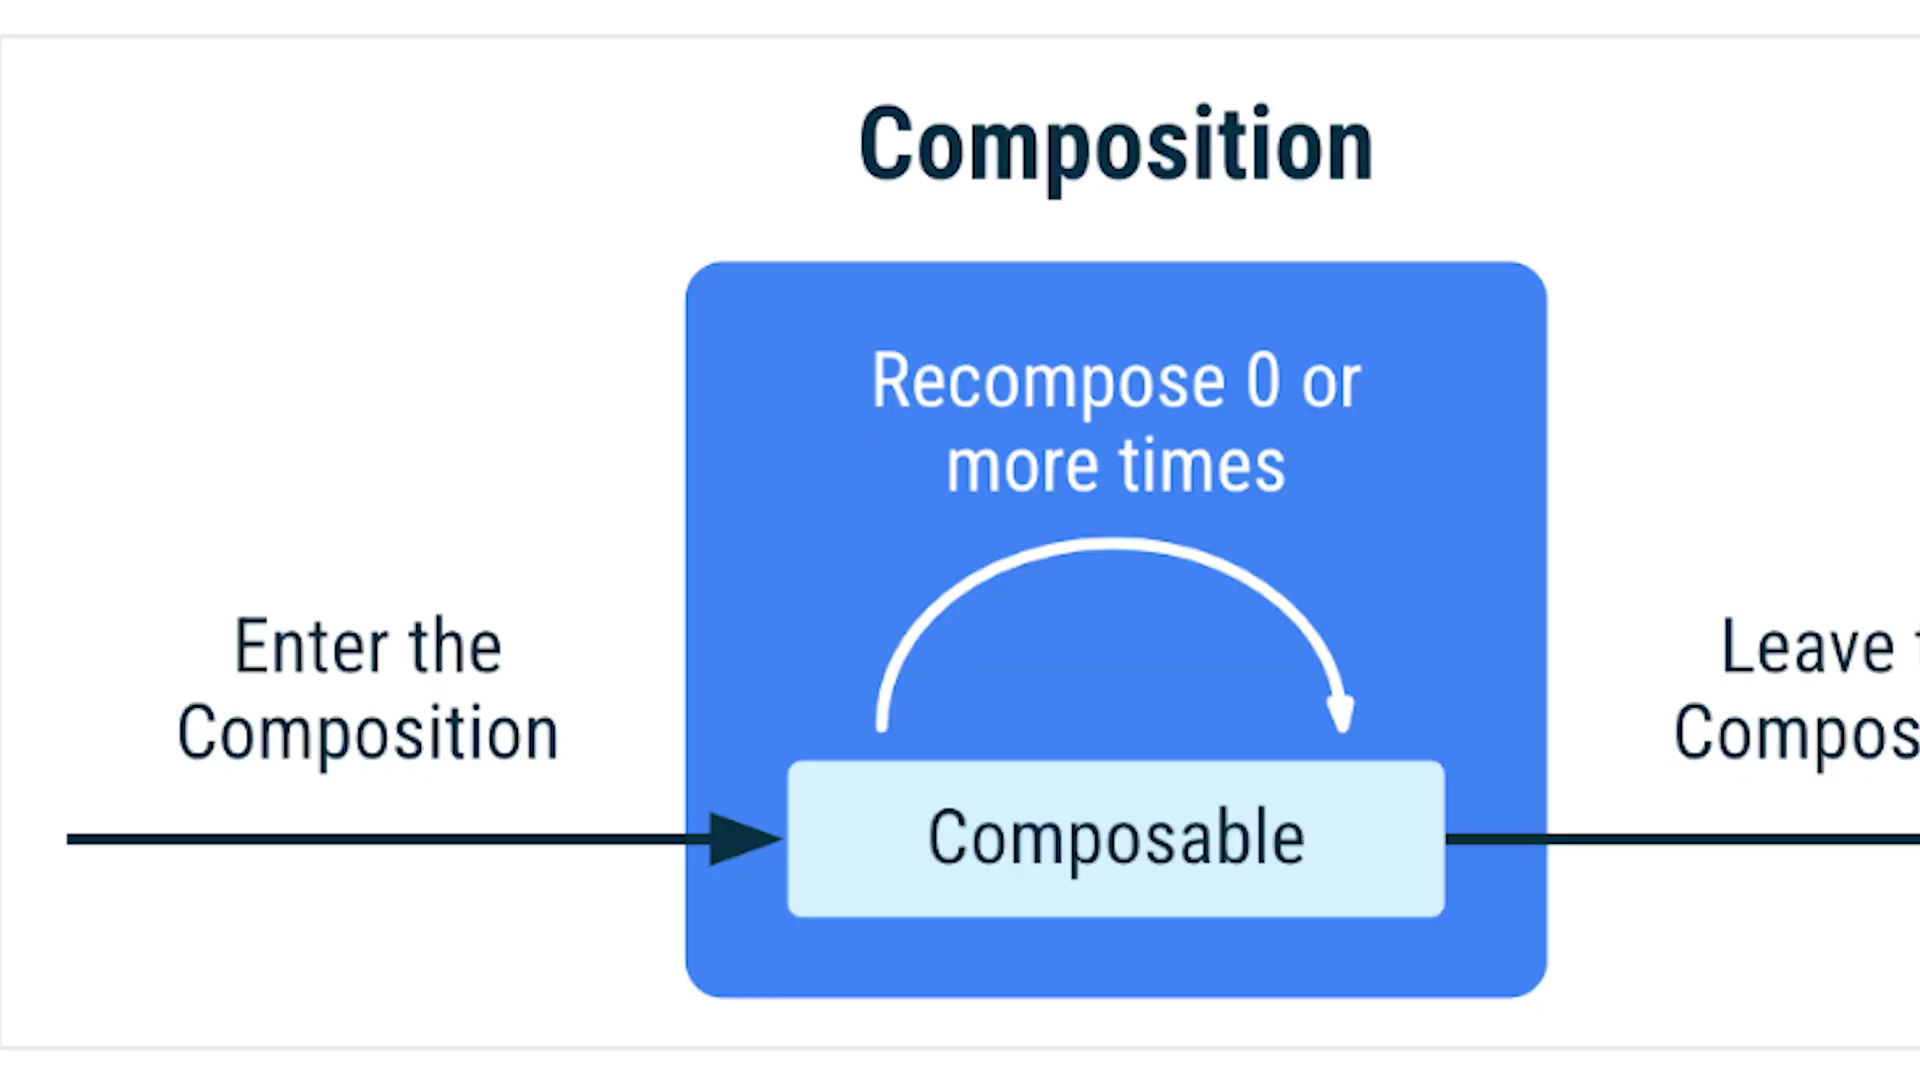 Composition
Recompose 0 or
more times
Enter the
Composition
Leave
Composable